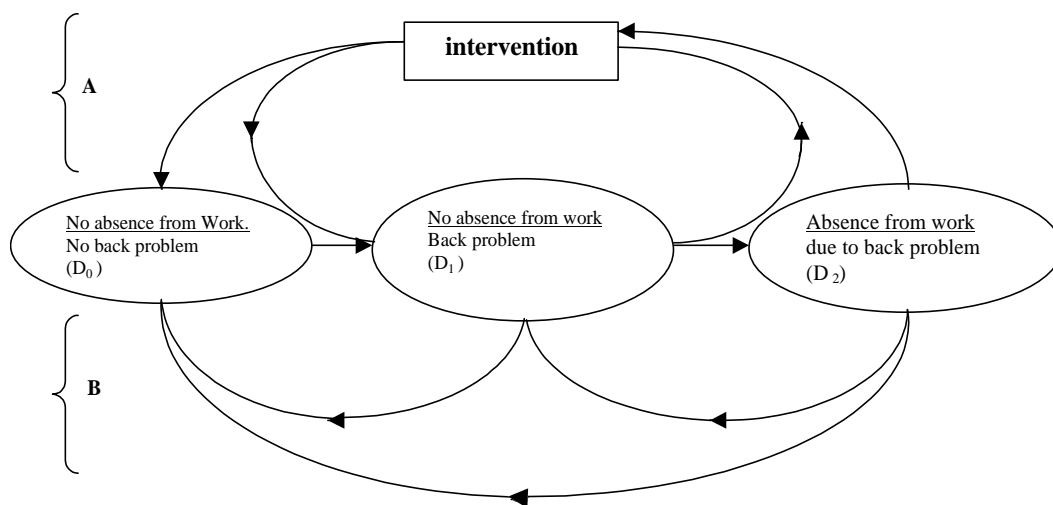 intervention
A
No absence from Work.
No back problem
(D₀ )
No absence from work
Back problem
(D₁ )
Absence from work
due to back problem
(D ₂)
B